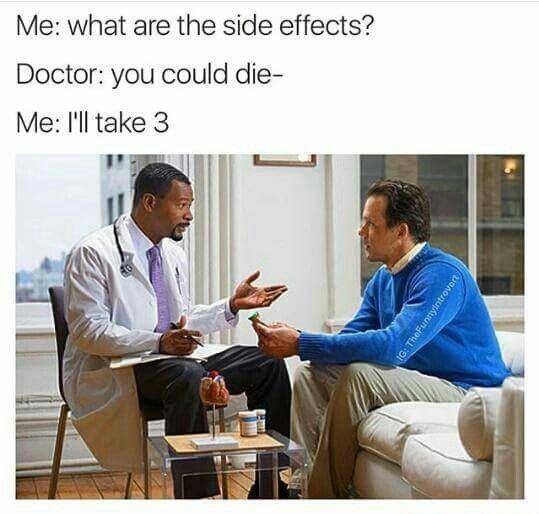 Me: what are the side effects?
Doctor: you could die-
Me: I'll take 3
IG: TheFunnyIntrovert